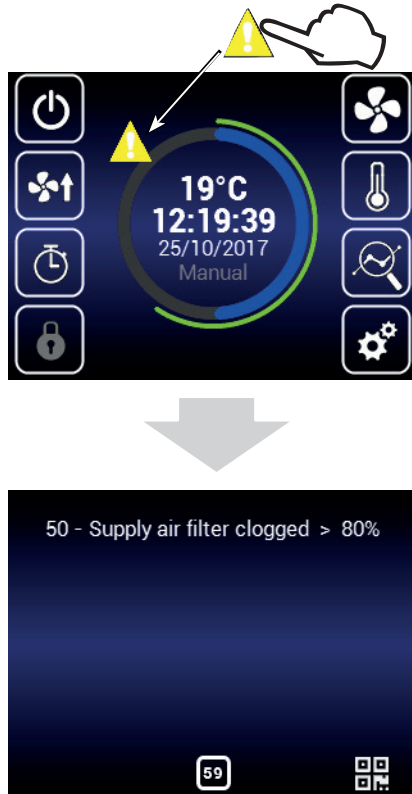 19°C
12:19:39
25/10/2017
Manual
50 - Supply air filter clogged > 80%
59